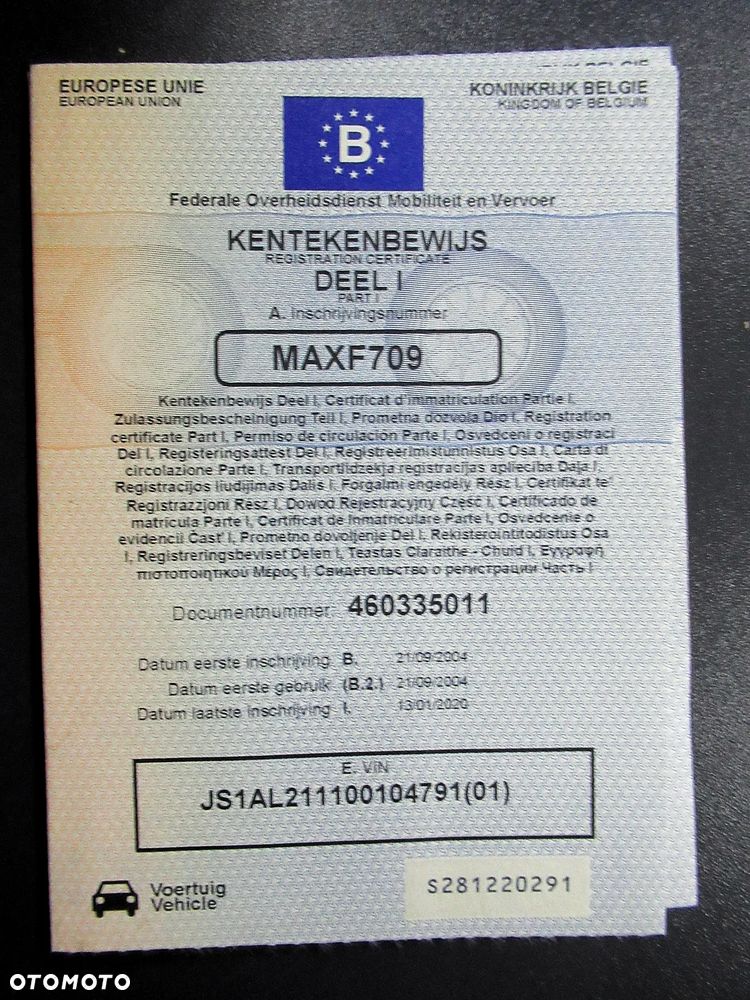 EUROPESE UNIE
EUROPEAN UNION
KONINKRIJK BELGIE
KINGDOM OF BELGIUM
B
Federale Overheidsdienst Mobiliteit en Vervoer
KENTEKENBEWIJS
REGISTRATION CERTIFICATE
DEEL I
PART I
A. Inschrijvingsnummer
MAXF709
Kentekenbewijs Deel I, Certificat d'immatriculation Partie I,
Zulassungsbescheinigung Teil I, Prometna dozvola Dio I, Registration
certificate Part I, Permiso de circulación Parte I, Osvedceni o registraci
Del I, Registeringsattest Del I, Registreerimistunnistus Osa I, Carta di
circolazione Parte I, Transportlidzekja registracijas aplieciba Daja I,
Registracijos liudijimas Dalis I, Forgalmi engedely Resz I, Certifikat te'
Registrazzjoni Resz I, Dowod Rejestracyjny Część I, Certificado de
matricula Parte I, Certificat de Inmatriculare Parte I, Osvedcenie o
evidencii Čast' I, Prometno dovoljenje Del I, Rekisterointitodistus Osa
I, Registreringsbeviset Delen I, Teastas Claraithe - Chuid I, Εγγραφή
πιστοποιητικού Μέρος I, Свидетельство о регистрации Часть I
Documentnummer 460335011
Datum eerste inschrijving B. 21/09/2004
Datum eerste gebruik (B.2.) 21/09/2004
Datum laatste inschrijving I. 13/01/2020
E. VIN
JS1AL211100104791(01)
Voertuig
Vehicle
S281220291
OTOMOTO